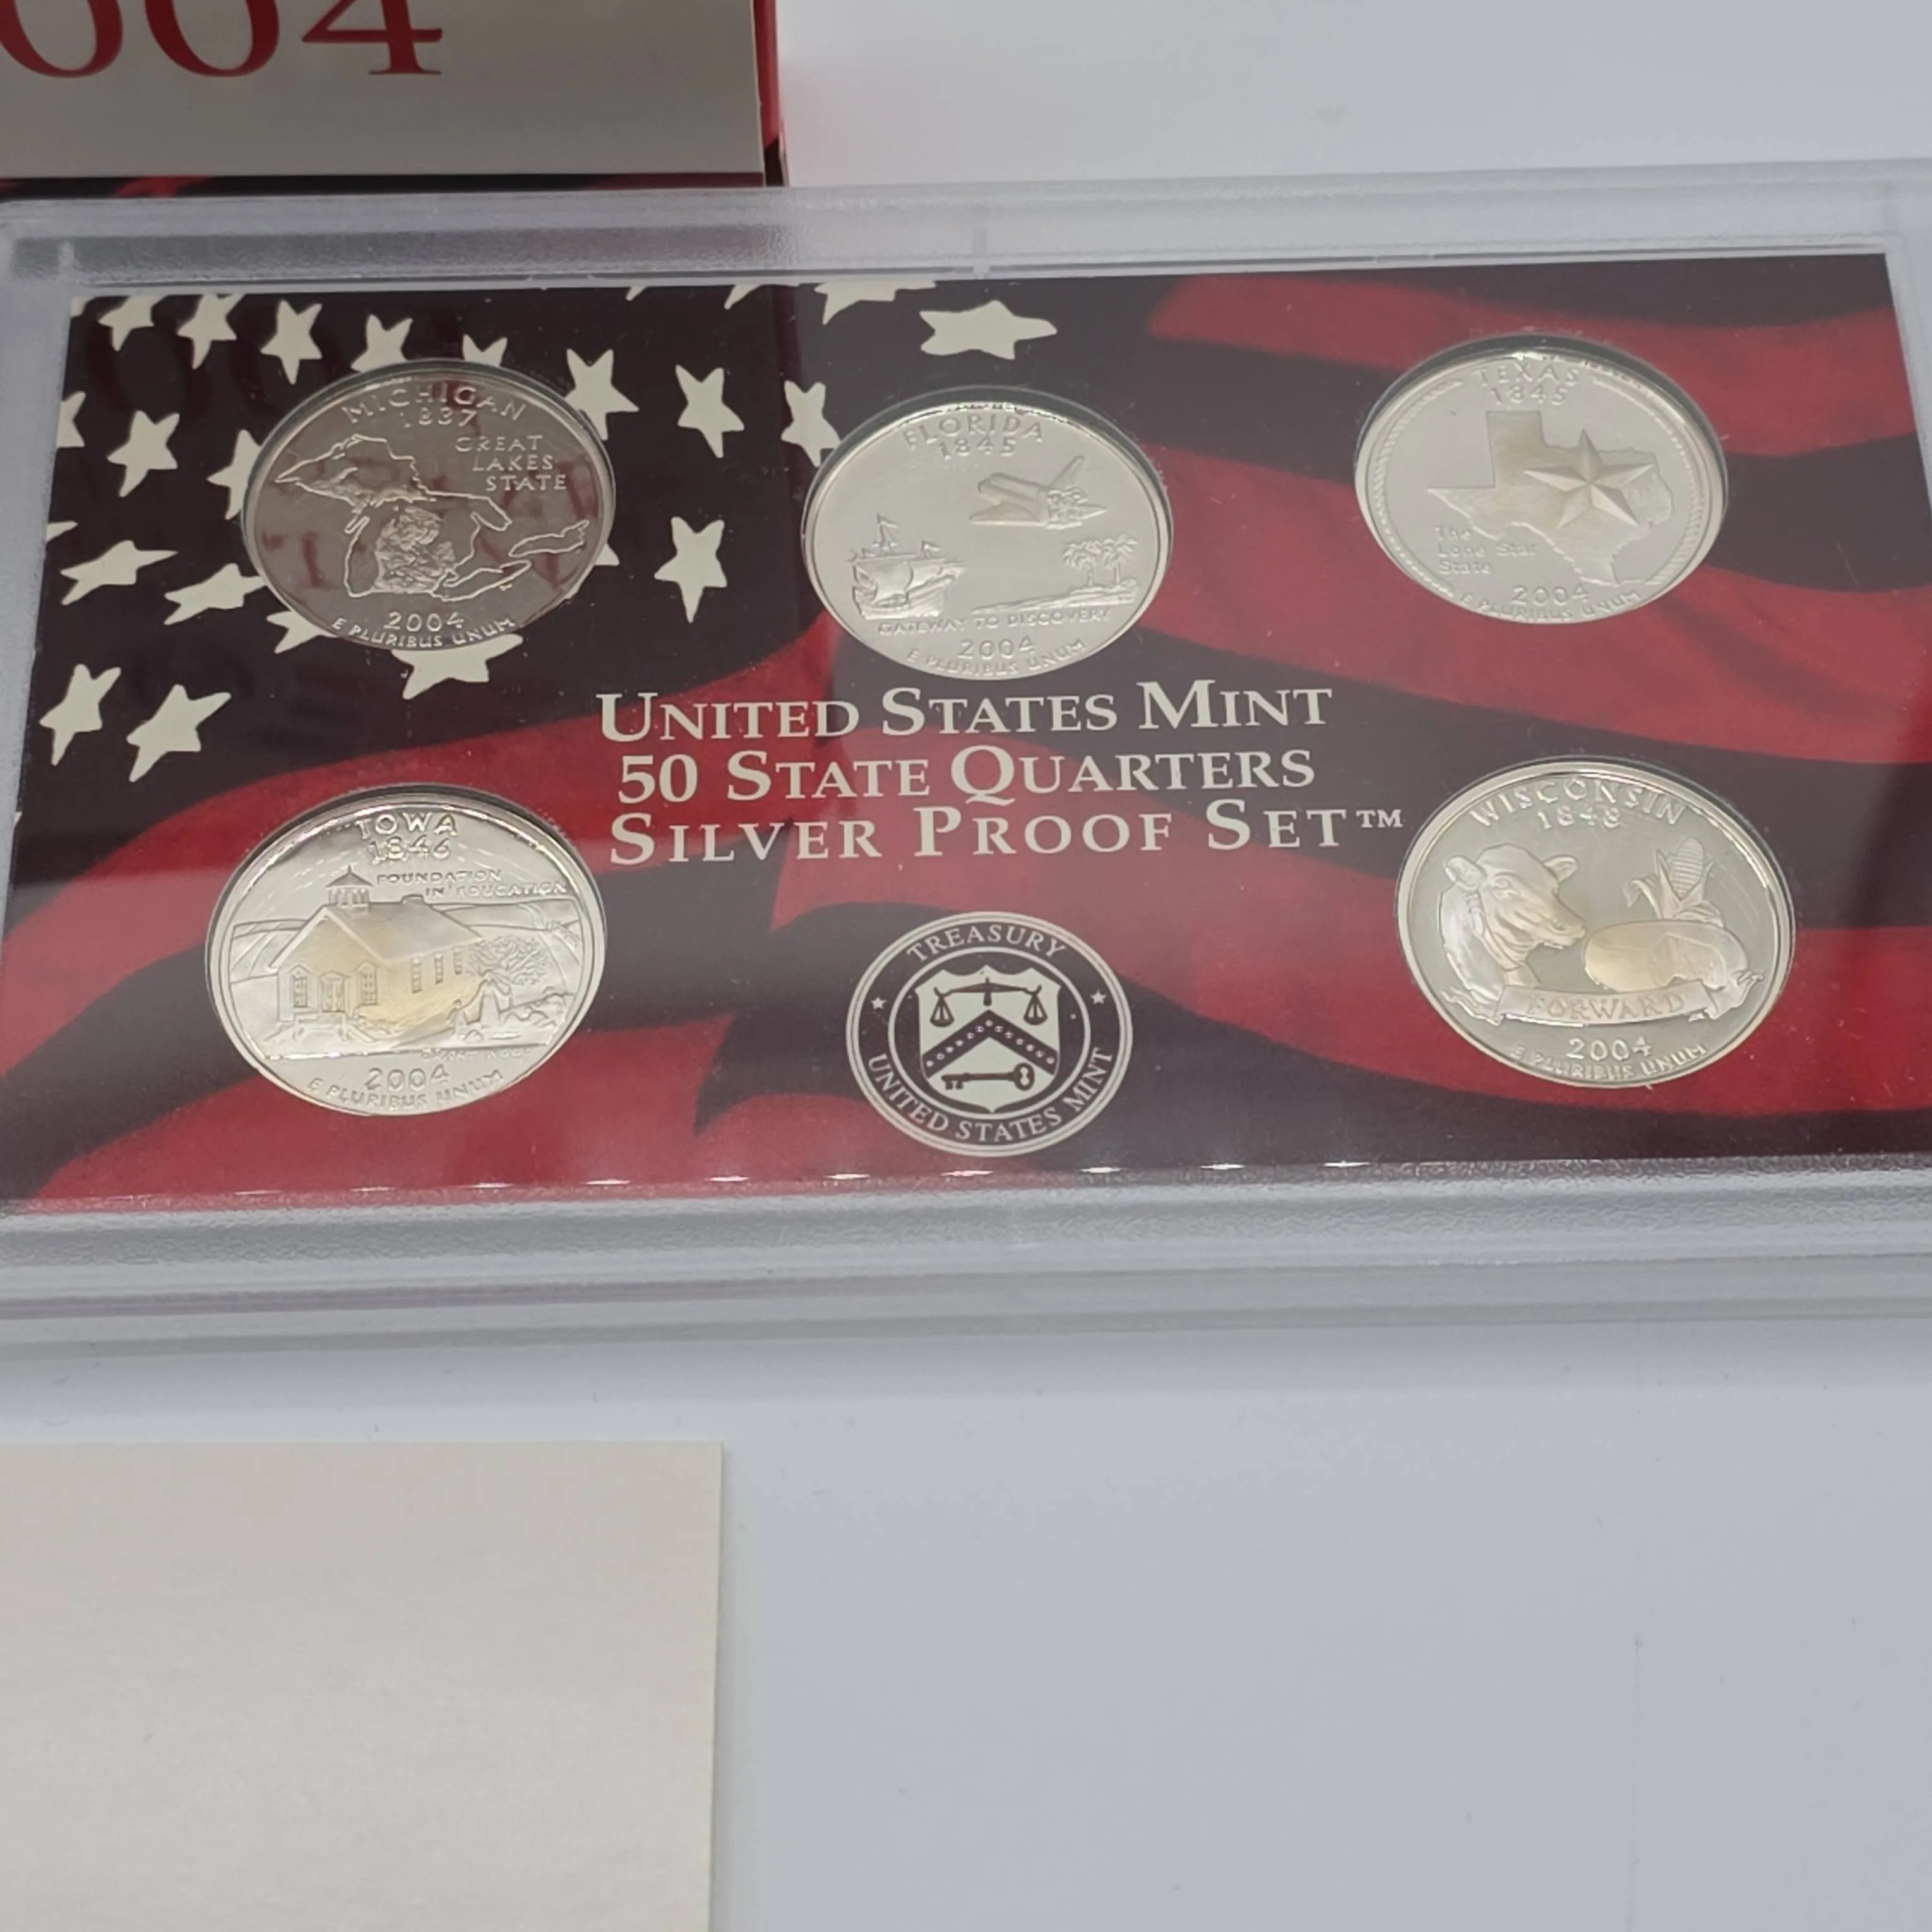 004
MICHIGAN
1837
GREAT
LAKES
STATE
2004
E PLURIBUS UNUM
FLORIDA
1845
GATEWAY TO DISCOVERY
2004
E PLURIBUS UNUM
TEXAS
1845
The
Lone Star
State
2004
E PLURIBUS UNUM
UNITED STATES MINT
50 STATE QUARTERS
SILVER PROOF SET™
IOWA
1846
FOUNDATION
IN EDUCATION
2004
E PLURIBUS UNUM
TREASURY
UNITED STATES MINT
WISCONSIN
1848
FORWARD
2004
E PLURIBUS UNUM